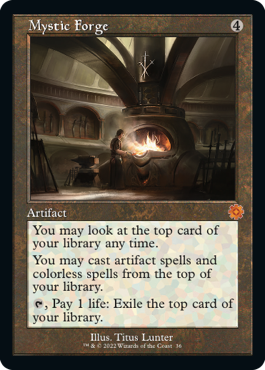 Mystic Forge 4
Artifact
You may look at the top card of
your library any time.
You may cast artifact spells and
colorless spells from the top of
your library.
, Pay 1 life: Exile the top card of
your library.
Illus. Titus Lunter
™ & © 2022 Wizards of the Coast 36